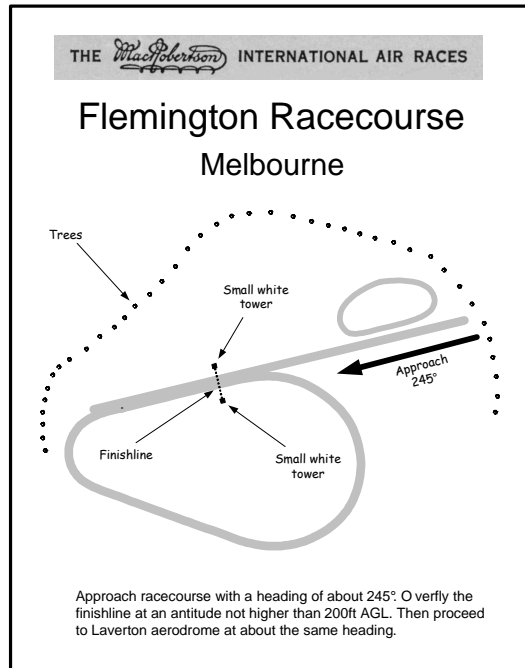 THE MacRobertson INTERNATIONAL AIR RACES
Flemington Racecourse
Melbourne
Trees
Small white
tower
Approach
245°
Finishline
Small white
tower
Approach racecourse with a heading of about 245°. O verfly the
finishline at an antitude not higher than 200ft AGL. Then proceed
to Laverton aerodrome at about the same heading.